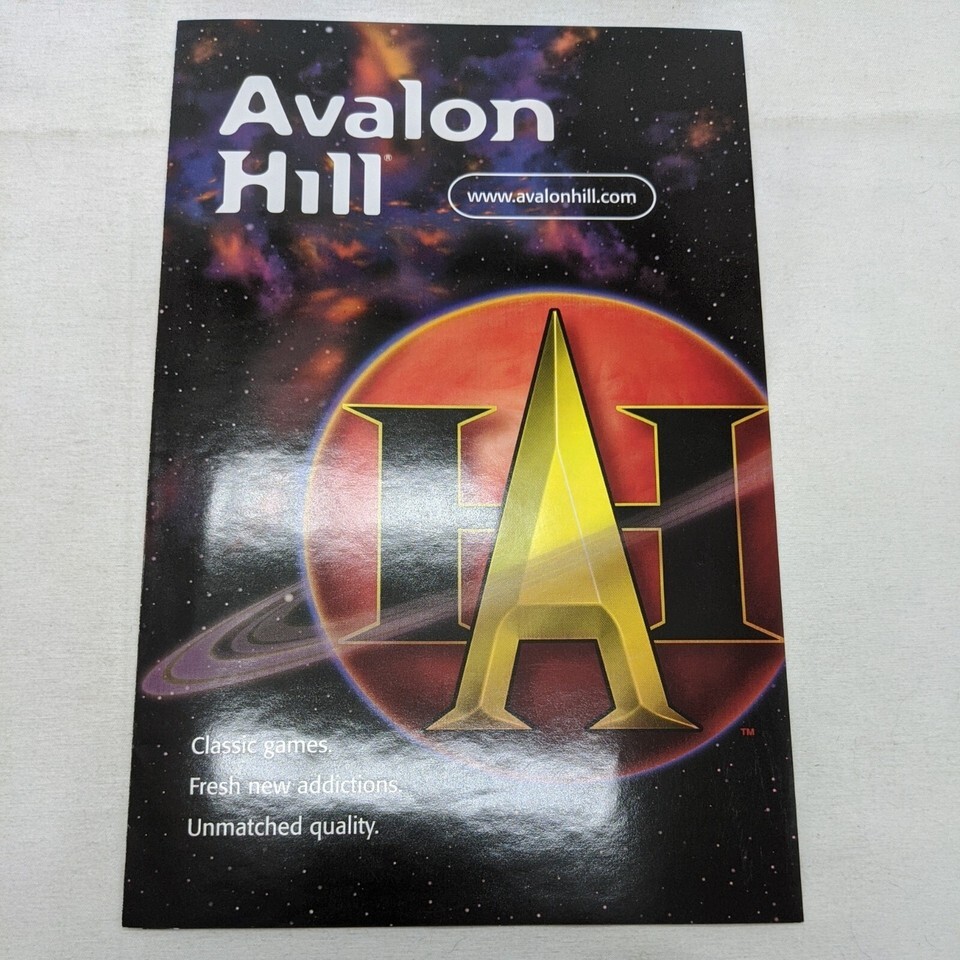 Avalon
Hill®
www.avalonhill.com
AH
™
Classic games.
Fresh new addictions.
Unmatched quality.